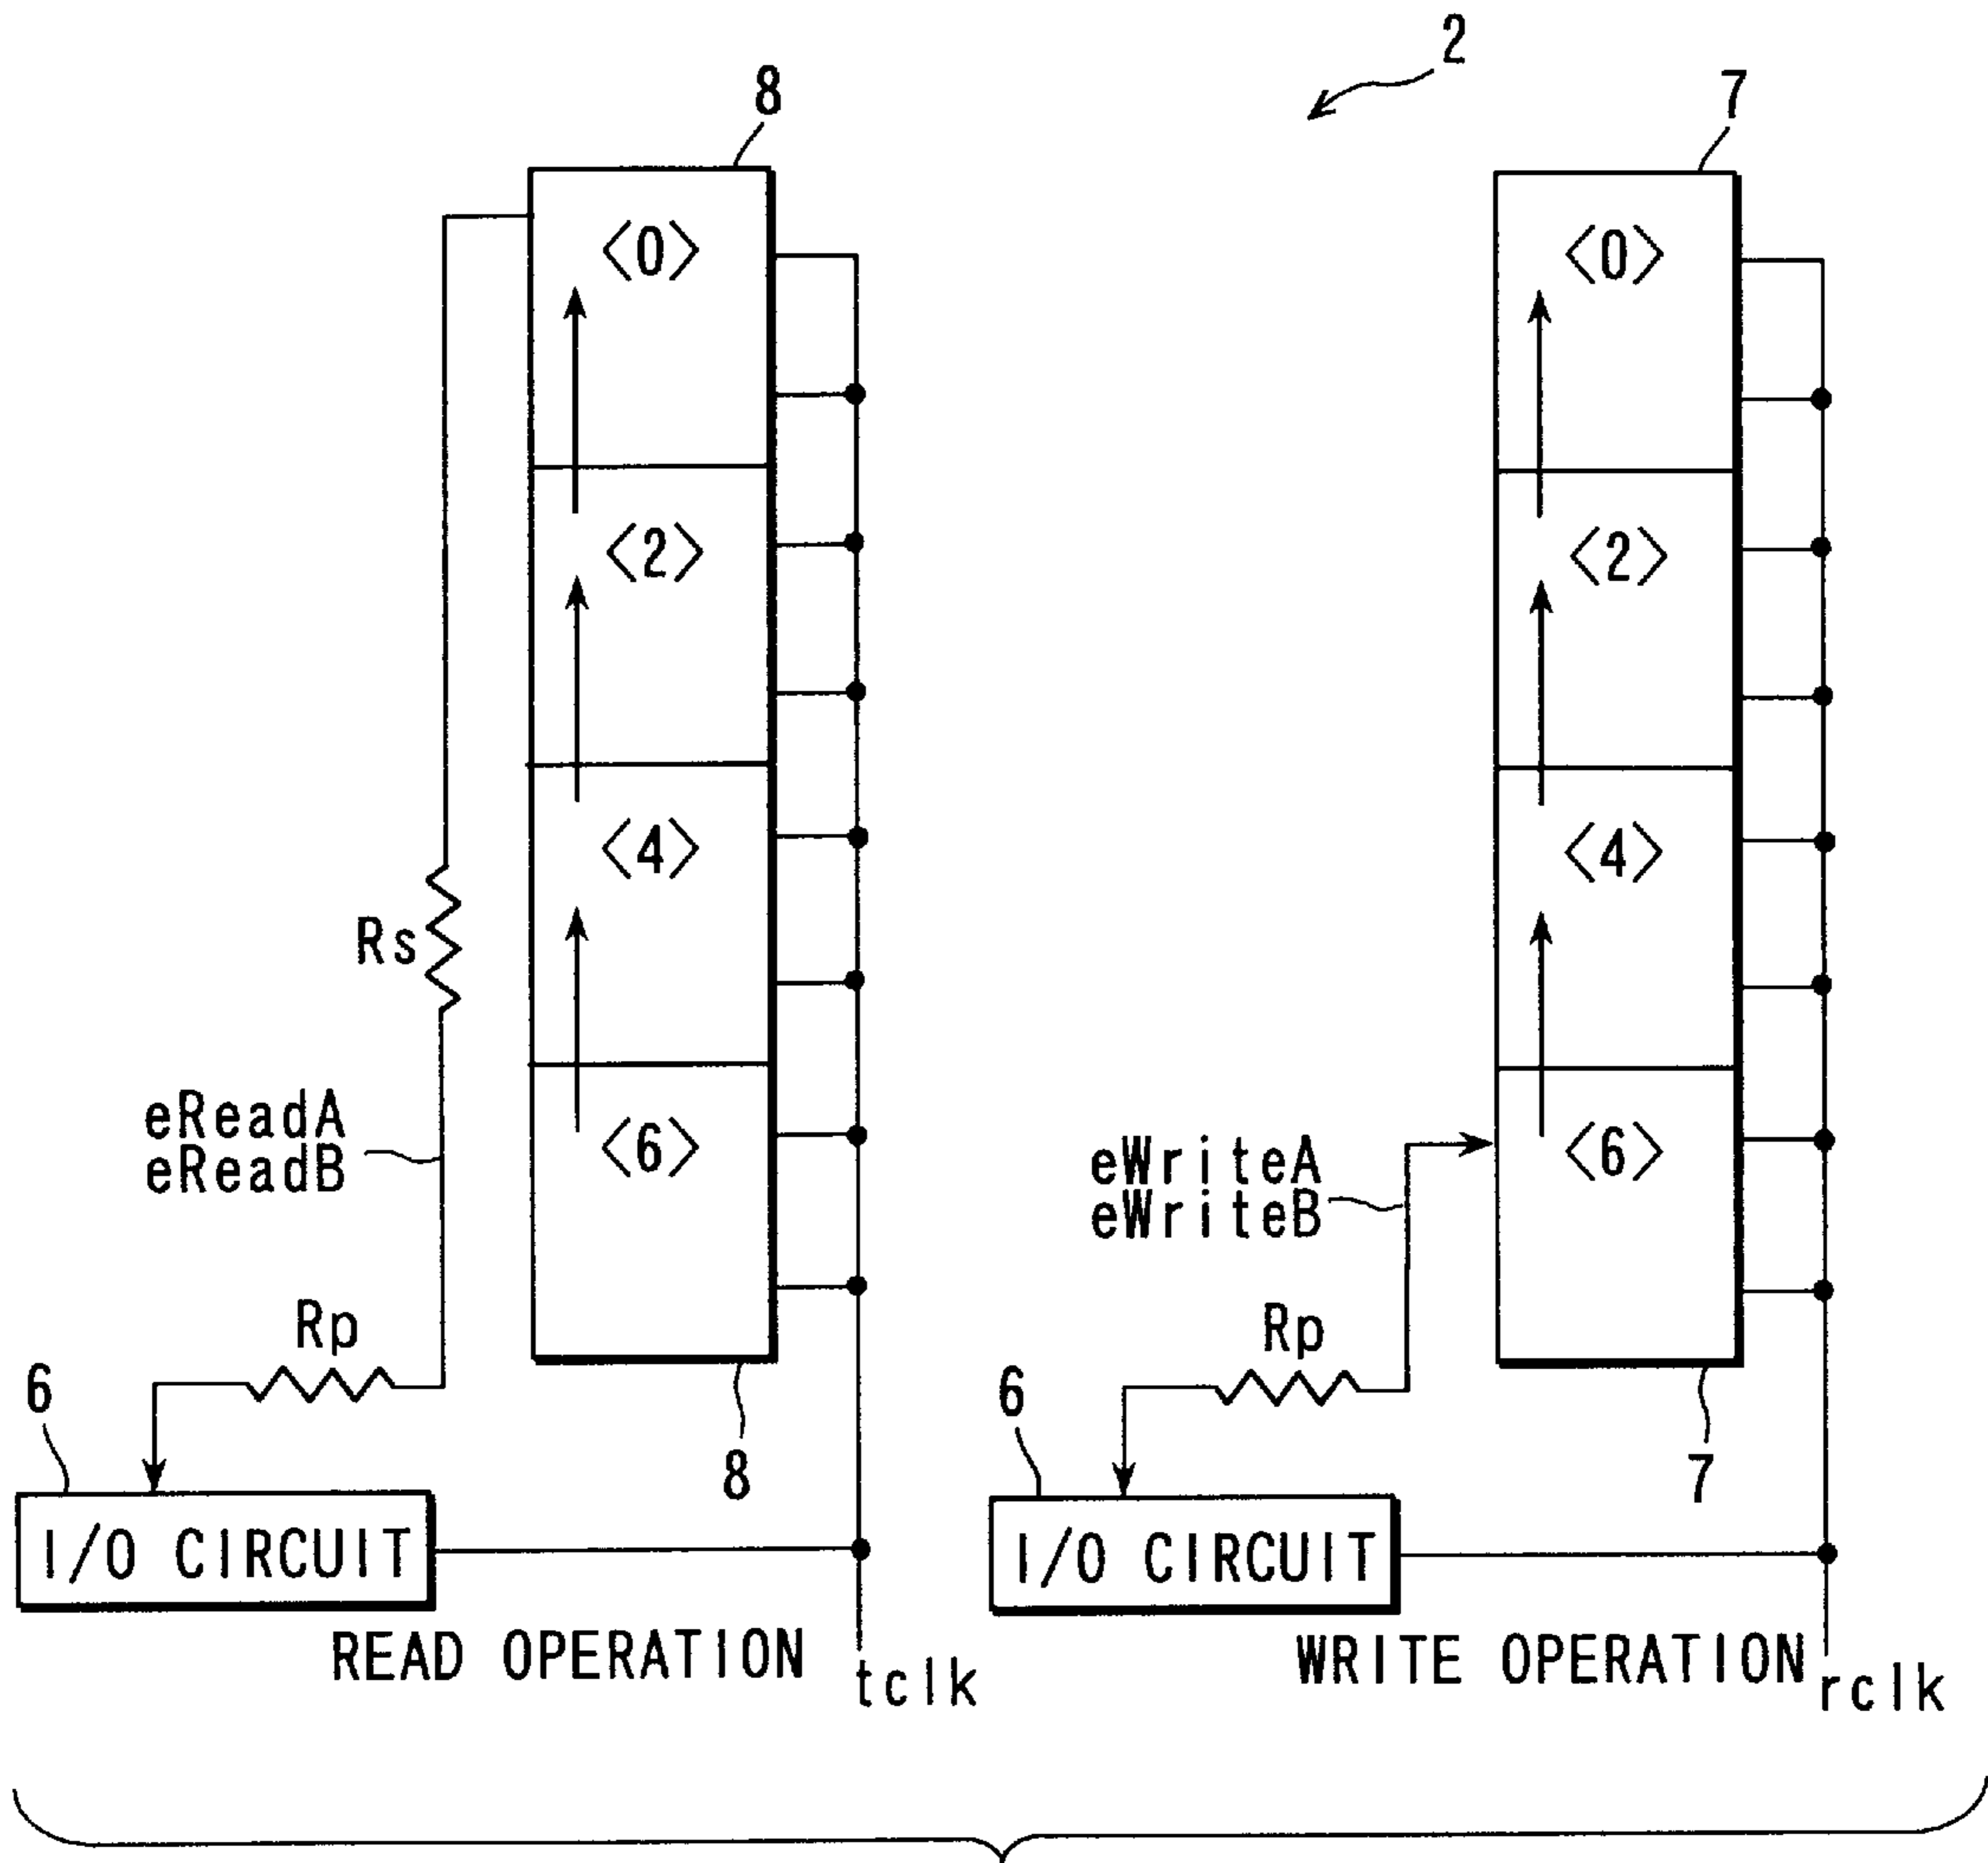 2
8
7
<0>
<0>
<2>
<2>
<4>
<4>
Rs
eReadA
eReadB
<6>
eWriteA
eWriteB
<6>
Rp
Rp
6
6
8
7
I/O CIRCUIT
I/O CIRCUIT
READ OPERATION
tclk
WRITE OPERATION
rclk